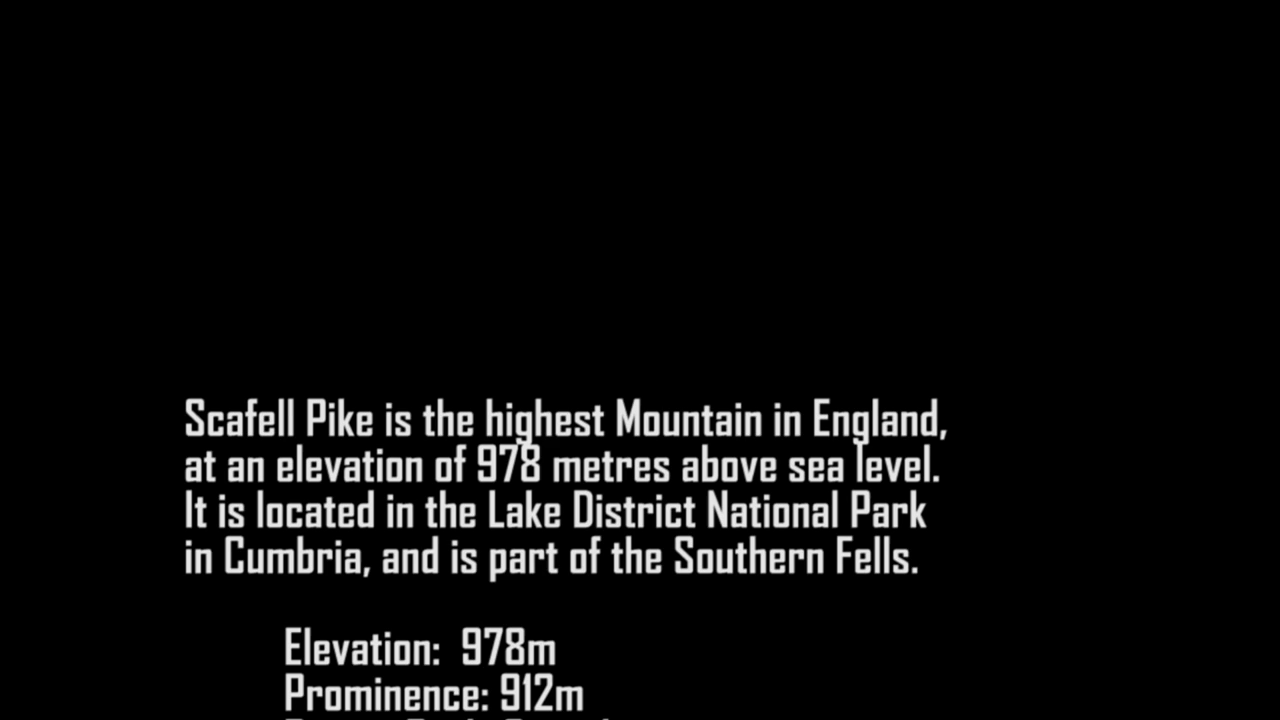 Scafell Pike is the highest Mountain in England,
at an elevation of 978 metres above sea level.
It is located in the Lake District National Park
in Cumbria, and is part of the Southern Fells.
Elevation: 978m
Prominence: 912m